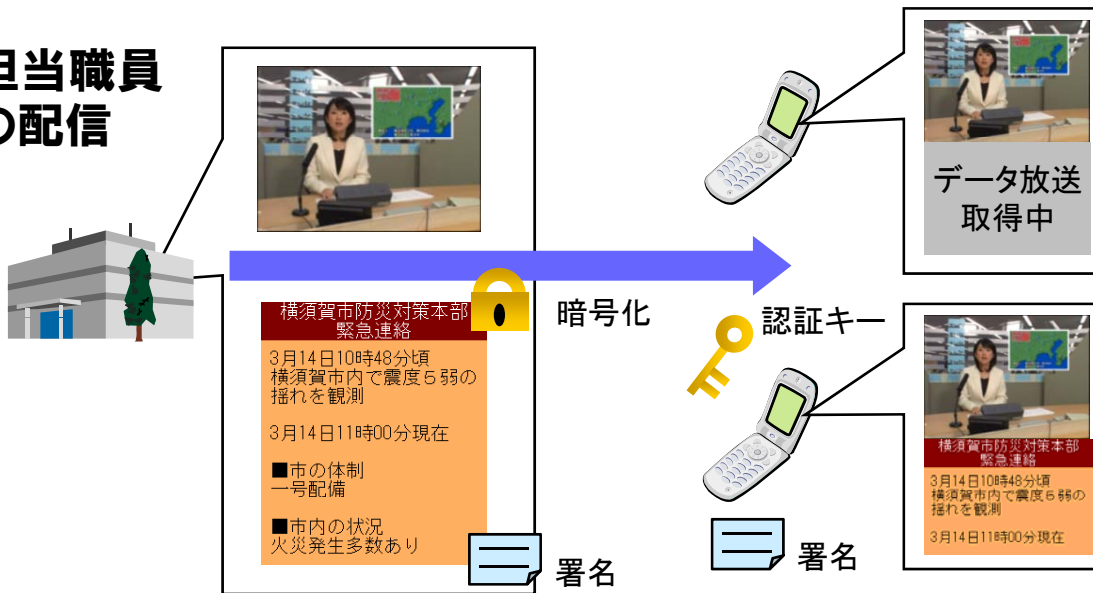 担当職員
の配信
横須賀市防災対策本部
緊急連絡
3月14日10時48分頃
横須賀市内で震度5弱の
揺れを観測
3月14日11時00分現在
■市の体制
一号配備
■市内の状況
火災発生多数あり
署名
暗号化
データ放送
取得中
認証キー
横須賀市防災対策本部
緊急連絡
3月14日10時48分頃
横須賀市内で震度5弱の
揺れを観測
3月14日11時00分現在
署名